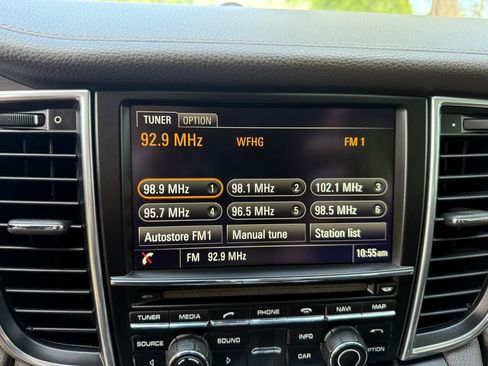 TUNER OPTION
92.9 MHz WFHG FM 1
98.9 MHz 1 98.1 MHz 2 102.1 MHz 3
95.7 MHz 4 96.5 MHz 5 98.5 MHz 6
Autostore FM1 Manual tune Station list
FM 92.9 MHz 10:55am
TUNER MEDIA PHONE NAVI MAP
SOURCE SOUND INFO
CAR OPTION